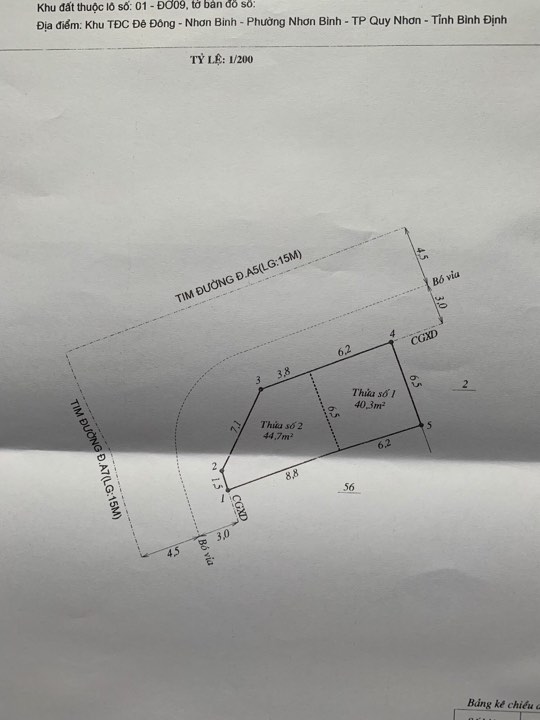 Khu đất thuộc lô số: 01 - ĐƠ09, tờ bản đồ số:
Địa điểm: Khu TĐC Đê Đông - Nhơn Bình - Phường Nhơn Bình - TP Quy Nhơn - Tỉnh Bình Định
TỶ LỆ: 1/200
TIM ĐƯỜNG Đ.A5(LG:15M)
4,5
Bó vỉa
3,0
4
CGXD
6,2
3,8
3
Thửa số 1
40,3m²
6,5
2
6,5
7,1
Thửa số 2
44,7m²
5
6,2
TIM ĐƯỜNG Đ.A7(LG:15M)
2
1,5
8,8
1
56
CGXD
3,0
Bó vỉa
4,5
Bảng kê chiều d